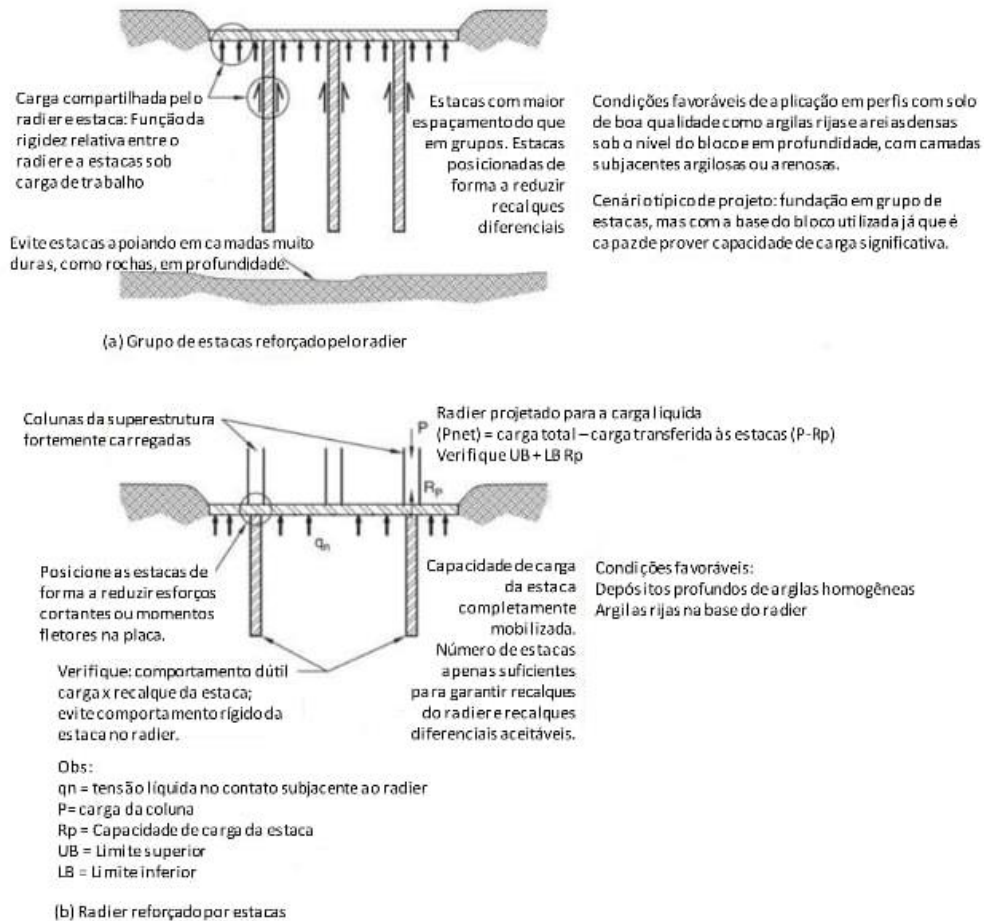 Carga compartilhada pelo
radier e estaca: Função da
rigidez relativa entre o
radier e a estacas sob
carga de trabalho
Estacas com maior
espaçamento do que
em grupos. Estacas
posicionadas de
forma a reduzir
recalques
diferenciais
Condições favoráveis de aplicação em perfis com solo
de boa qualidade como argilas rijas e areias densas
sob o nível do bloco e em profundidade, com camadas
subjacentes argilosas ou arenosas.
Cenário típico de projeto: fundação em grupo de
estacas, mas com a base do bloco utilizada já que é
capaz de prover capacidade de carga significativa.
Evite estacas apoiando em camadas muito
duras, como rochas, em profundidade.
(a) Grupo de estacas reforçado pelo radier
Colunas da superestrutura
fortemente carregadas
P
Radier projetado para a carga líquida
(Pnet) = carga total – carga transferida às estacas (P-Rp)
Verifique UB + LB Rp
Rp
qn
Posicione as estacas de
forma a reduzir esforços
cortantes ou momentos
fletores na placa.
Capacidade de carga
da estaca
completamente
mobilizada.
Número de estacas
apenas suficientes
para garantir recalques
do radier e recalques
diferenciais aceitáveis.
Condições favoráveis:
Depósitos profundos de argilas homogêneas
Argilas rijas na base do radier
Verifique: comportamento dútil
carga x recalque da estaca;
evite comportamento rígido da
estaca no radier.
Obs:
qn = tensão líquida no contato subjacente ao radier
P= carga da coluna
Rp = Capacidade de carga da estaca
UB = Limite superior
LB = Limite inferior
(b) Radier reforçado por estacas